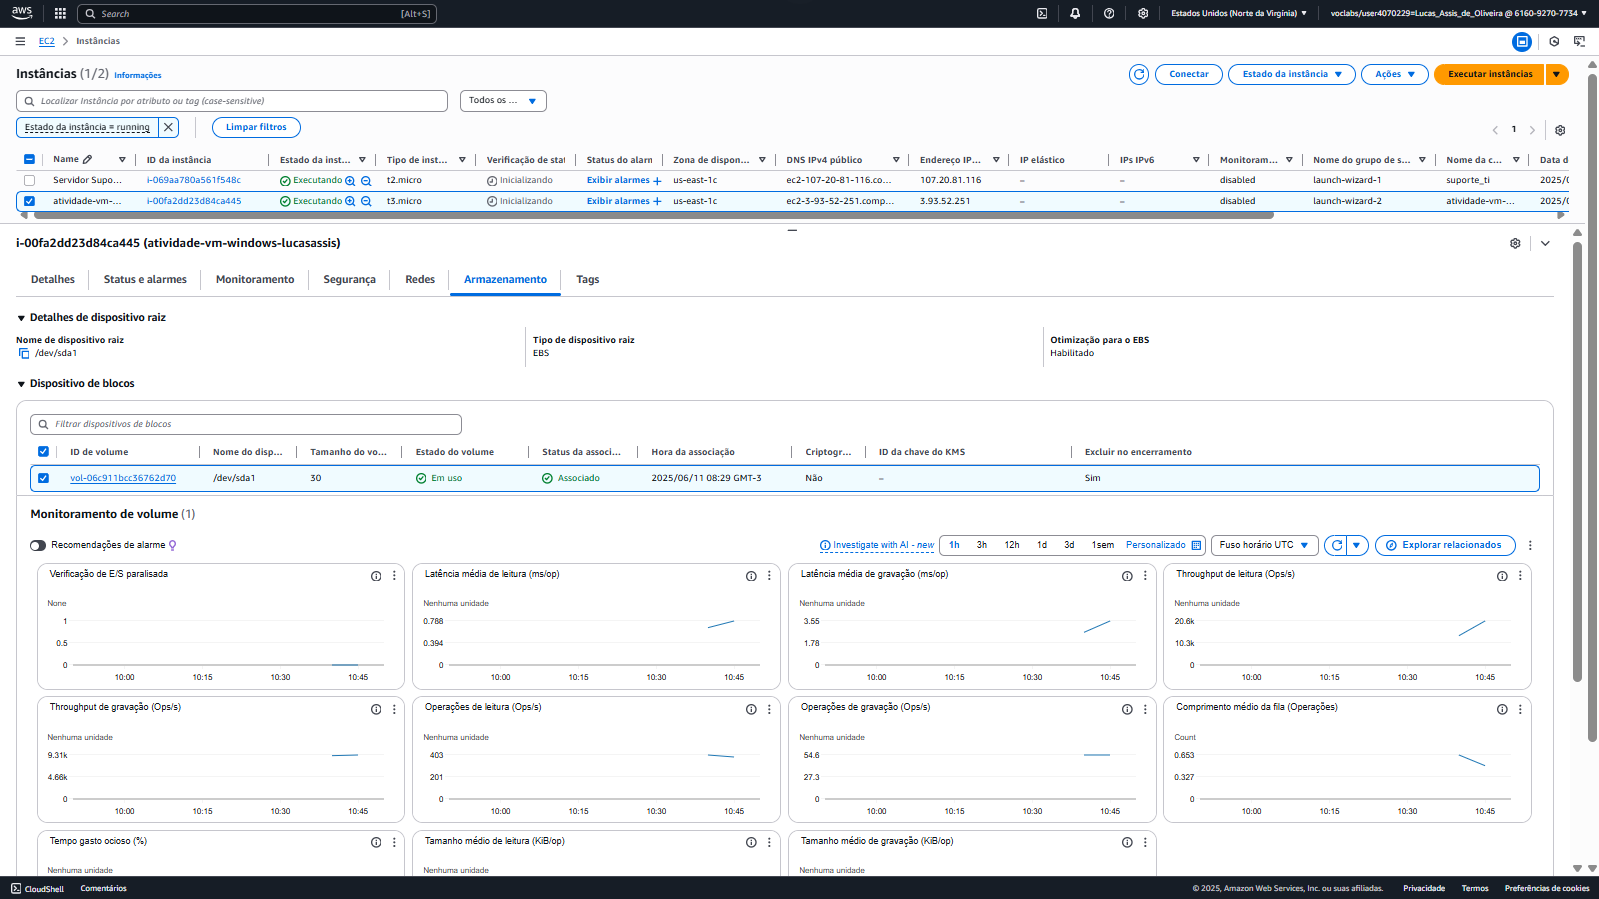 aws
Search
[Alt+S]
Estados Unidos (Norte da Virgínia)
voclabs/user4070229=Lucas_Assis_de_Oliveira @ 6160-9270-7734
EC2
Instâncias
Instâncias (1/2) Informações
Conectar
Estado da instância
Ações
Executar instâncias
Localizar Instância por atributo ou tag (case-sensitive)
Todos os ...
Estado da instância = running
Limpar filtros
1
Name ID da instância Estado da inst... Tipo de inst... Verificação de stat Status do alarm Zona de dispon... DNS IPv4 público Endereço IP... IP elástico IPs IPv6 Monitoram... Nome do grupo de s... Nome da c... Data d
Servidor Supo... i-069aa780a561f548c Executando t2.micro Inicializando Exibir alarmes us-east-1c ec2-107-20-81-116.co... 107.20.81.116 – – disabled launch-wizard-1 suporte_ti 2025/0
atividade-vm-... i-00fa2dd23d84ca445 Executando t3.micro Inicializando Exibir alarmes us-east-1c ec2-3-93-52-251.comp... 3.93.52.251 – – disabled launch-wizard-2 atividade-vm-... 2025/0
i-00fa2dd23d84ca445 (atividade-vm-windows-lucasassis)
Detalhes Status e alarmes Monitoramento Segurança Redes Armazenamento Tags
Detalhes de dispositivo raiz
Nome de dispositivo raiz
/dev/sda1
Tipo de dispositivo raiz
EBS
Otimização para o EBS
Habilitado
Dispositivo de blocos
Filtrar dispositivos de blocos
ID de volume Nome do disp... Tamanho do vo... Estado do volume Status da associ... Hora da associação Criptogr... ID da chave do KMS Excluir no encerramento
vol-06c911bcc36762d70 /dev/sda1 30 Em uso Associado 2025/06/11 08:29 GMT-3 Não – Sim
Monitoramento de volume (1)
Recomendações de alarme
Investigate with AI - new
1h 3h 12h 1d 3d 1sem Personalizado
Fuso horário UTC
Explorar relacionados
Verificação de E/S paralisada
None
1
0.5
0
10:00 10:15 10:30 10:45
Latência média de leitura (ms/op)
Nenhuma unidade
0.788
0.394
0
10:00 10:15 10:30 10:45
Latência média de gravação (ms/op)
Nenhuma unidade
3.55
1.78
0
10:00 10:15 10:30 10:45
Throughput de leitura (Ops/s)
Nenhuma unidade
20.6k
10.3k
0
10:00 10:15 10:30 10:45
Throughput de gravação (Ops/s)
Nenhuma unidade
9.31k
4.66k
0
10:00 10:15 10:30 10:45
Operações de leitura (Ops/s)
Nenhuma unidade
403
201
0
10:00 10:15 10:30 10:45
Operações de gravação (Ops/s)
Nenhuma unidade
54.6
27.3
0
10:00 10:15 10:30 10:45
Comprimento médio da fila (Operações)
Count
0.653
0.327
0
10:00 10:15 10:30 10:45
Tempo gasto ocioso (%)
Nenhuma unidade
Tamanho médio de leitura (KiB/op)
Nenhuma unidade
Tamanho médio de gravação (KiB/op)
Nenhuma unidade
CloudShell
Comentários
© 2025, Amazon Web Services, Inc. ou suas afiliadas.
Privacidade
Termos
Preferências de cookies